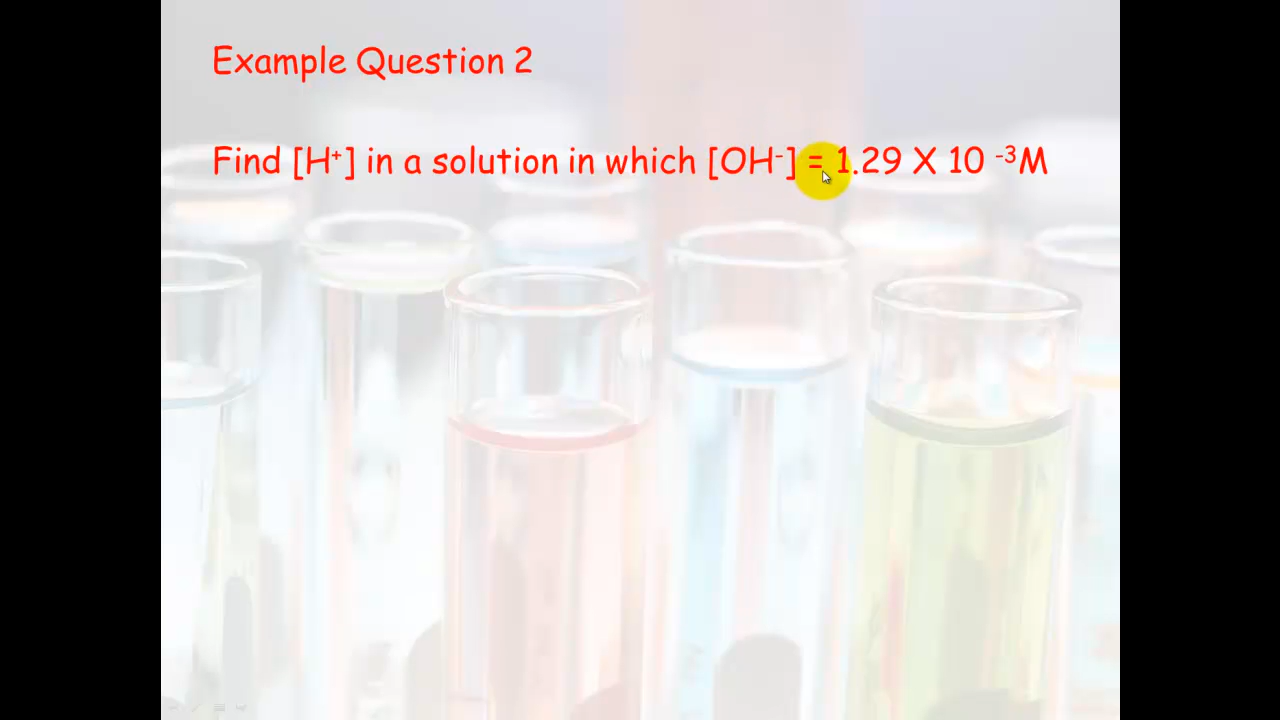 Example Question 2
Find [H⁺] in a solution in which [OH⁻] = 1.29 X 10 ⁻³M